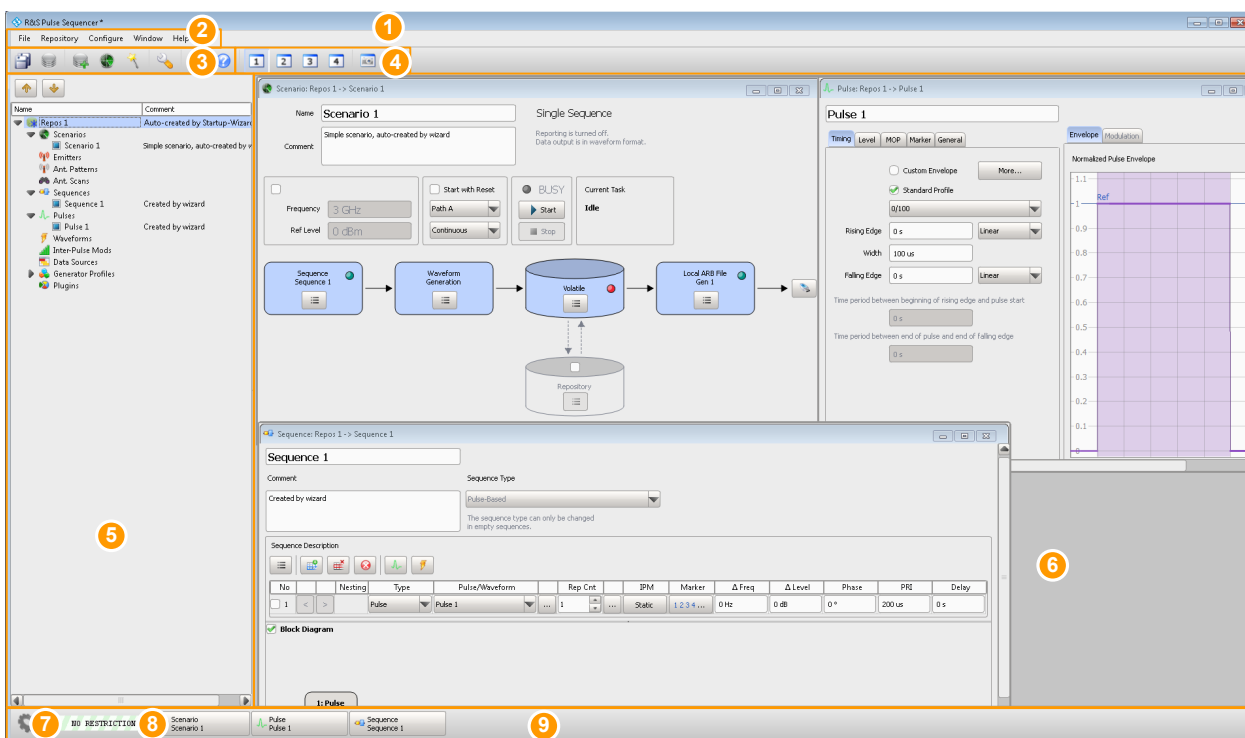 R&S Pulse Sequencer *
1
2
File Repository Configure Window Help
3
1 2 3 4
4
Name Comment
Repos 1 Auto-created by Startup-Wizard
Scenarios
Scenario 1 Simple scenario, auto-created by w
Emitters
Ant. Patterns
Ant. Scans
Sequences
Sequence 1 Created by wizard
Pulses
Pulse 1 Created by wizard
Waveforms
Inter-Pulse Mods
Data Sources
Generator Profiles
Plugins
5
Scenario: Repos 1 -> Scenario 1
Name Scenario 1 Single Sequence
Comment Simple scenario, auto-created by wizard
Reporting is turned off.
Data output is in waveform format.
Frequency 3 GHz
Ref Level 0 dBm
Start with Reset
Path A
Continuous
BUSY
Start
Stop
Current Task
Idle
Sequence
Sequence 1
Waveform
Generation
Volatile
Local ARB File
Gen 1
Repository
Pulse: Repos 1 -> Pulse 1
Pulse 1
Timing Level MOP Marker General
Custom Envelope More...
Standard Profile
0/100
Rising Edge 0 s Linear
Width 100 us
Falling Edge 0 s Linear
Time period between beginning of rising edge and pulse start
0 s
Time period between end of pulse and end of falling edge
0 s
Envelope Modulation
Normalized Pulse Envelope
1.1
Ref
1
0.9
0.8
0.7
0.6
0.5
0.4
0.3
0.2
0.1
0
Sequence: Repos 1 -> Sequence 1
Sequence 1
Comment Sequence Type
Created by wizard Pulse-Based
The sequence type can only be changed
in empty sequences.
Sequence Description
No Nesting Type Pulse/Waveform Rep Cnt IPM Marker Δ Freq Δ Level Phase PRI Delay
1 < > Pulse Pulse 1 ... 1 ... Static 1 2 3 4 ... 0 Hz 0 dB 0 ° 200 us 0 s
Block Diagram
1: Pulse
6
7
NO RESTRICTION
8
Scenario
Scenario 1
Pulse
Pulse 1
Sequence
Sequence 1
9